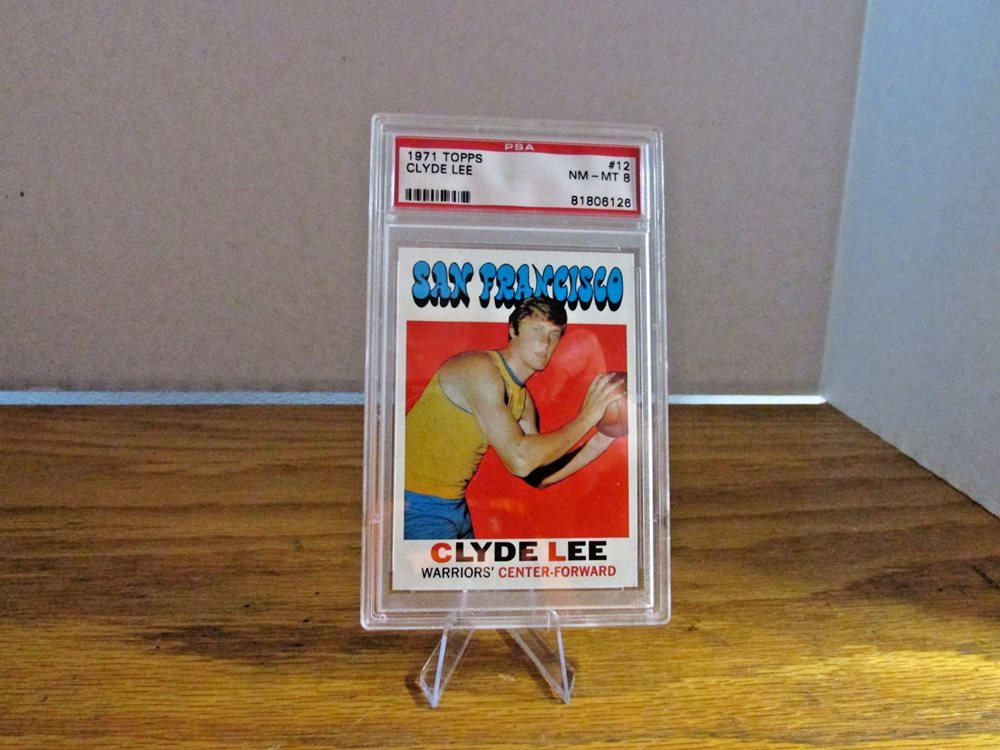 PSA
1971 TOPPS #12
CLYDE LEE NM - MT 8
81806126
SAN FRANCISCO
CLYDE LEE
WARRIORS' CENTER-FORWARD